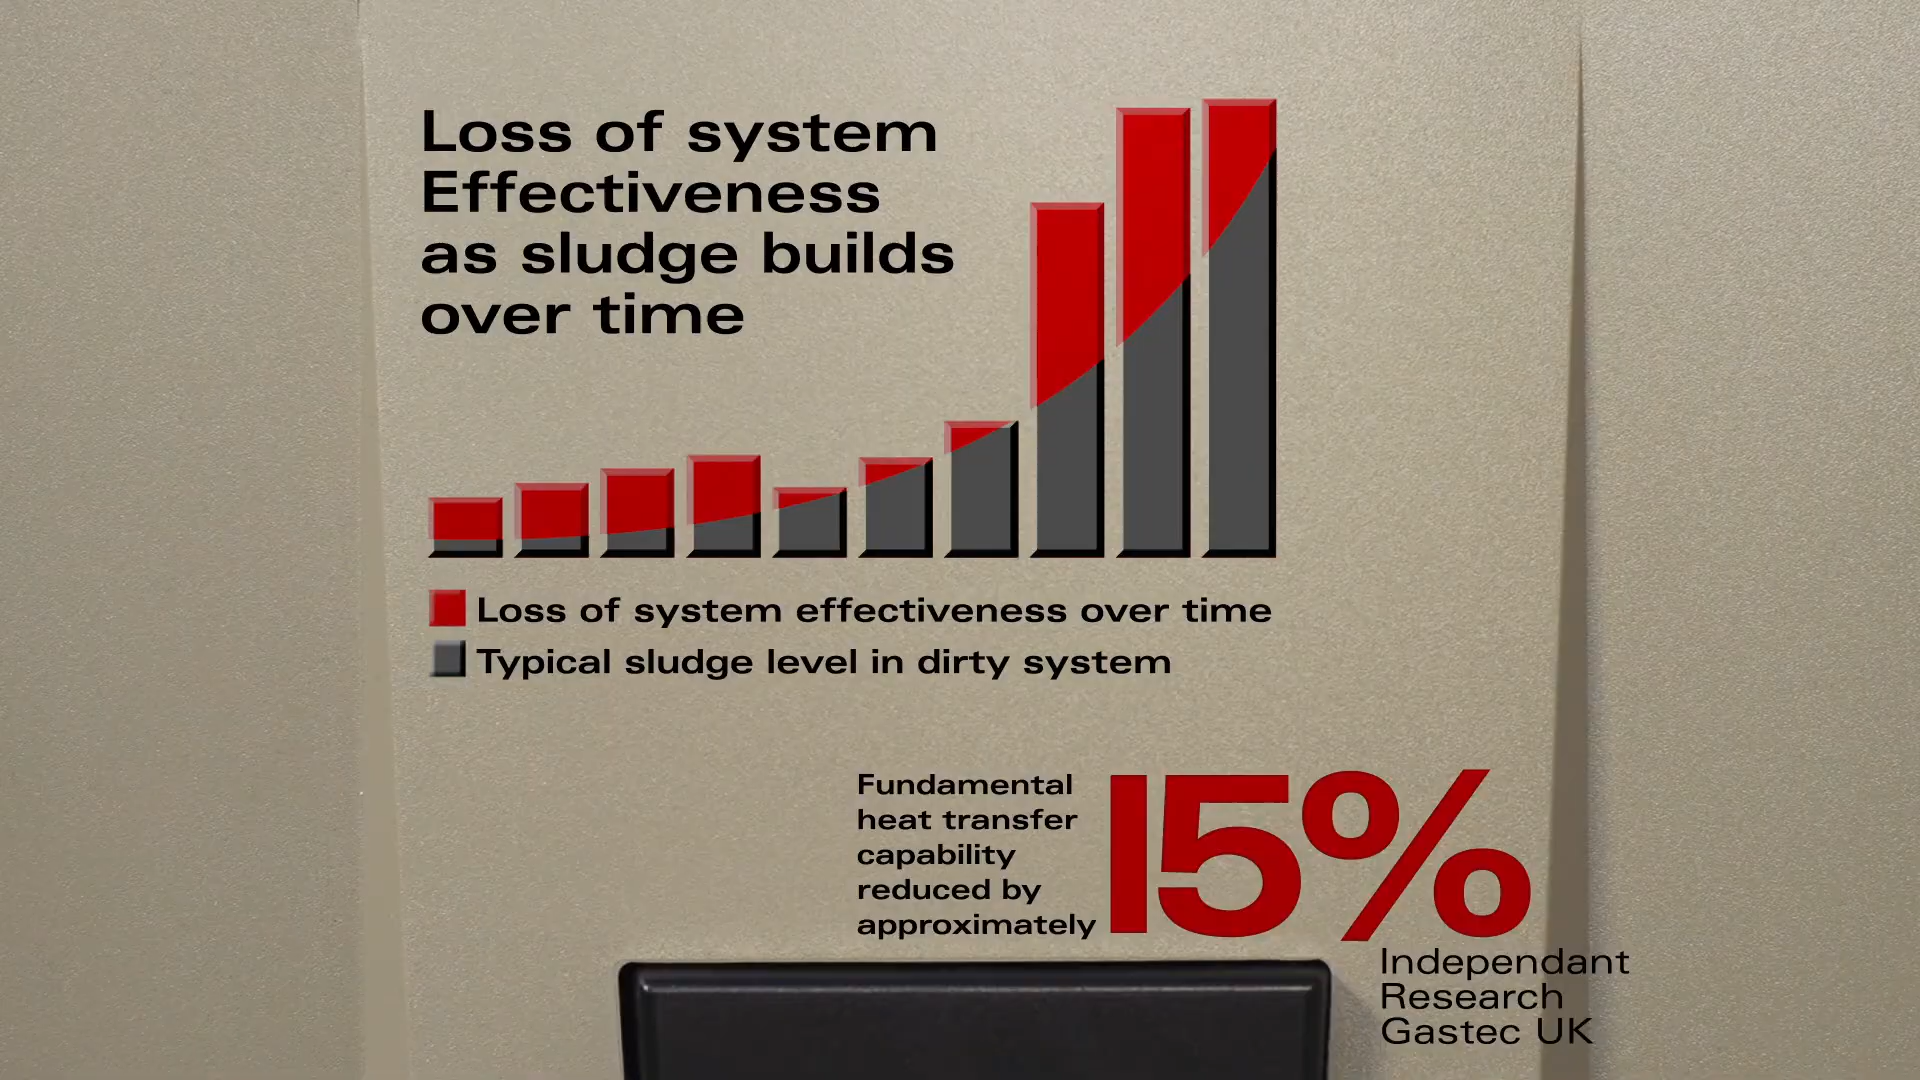 Loss of system
Effectiveness
as sludge builds
over time
Loss of system effectiveness over time
Typical sludge level in dirty system
Fundamental
heat transfer
capability
reduced by
approximately
15%
Independant
Research
Gastec UK